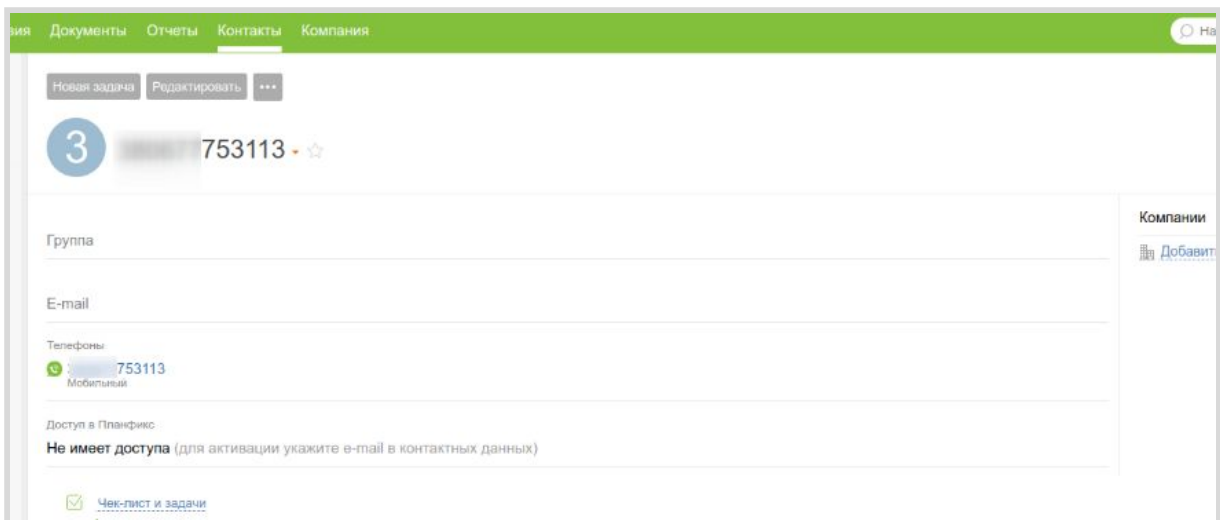 вия Документы Отчеты Контакты Компания На
Новая задача Редактировать •••
3 753113
Компании
Группа
Добавит
E-mail
Телефоны
753113
Мобильный
Доступ в Планфикс
Не имеет доступа (для активации укажите e-mail в контактных данных)
Чек-лист и задачи